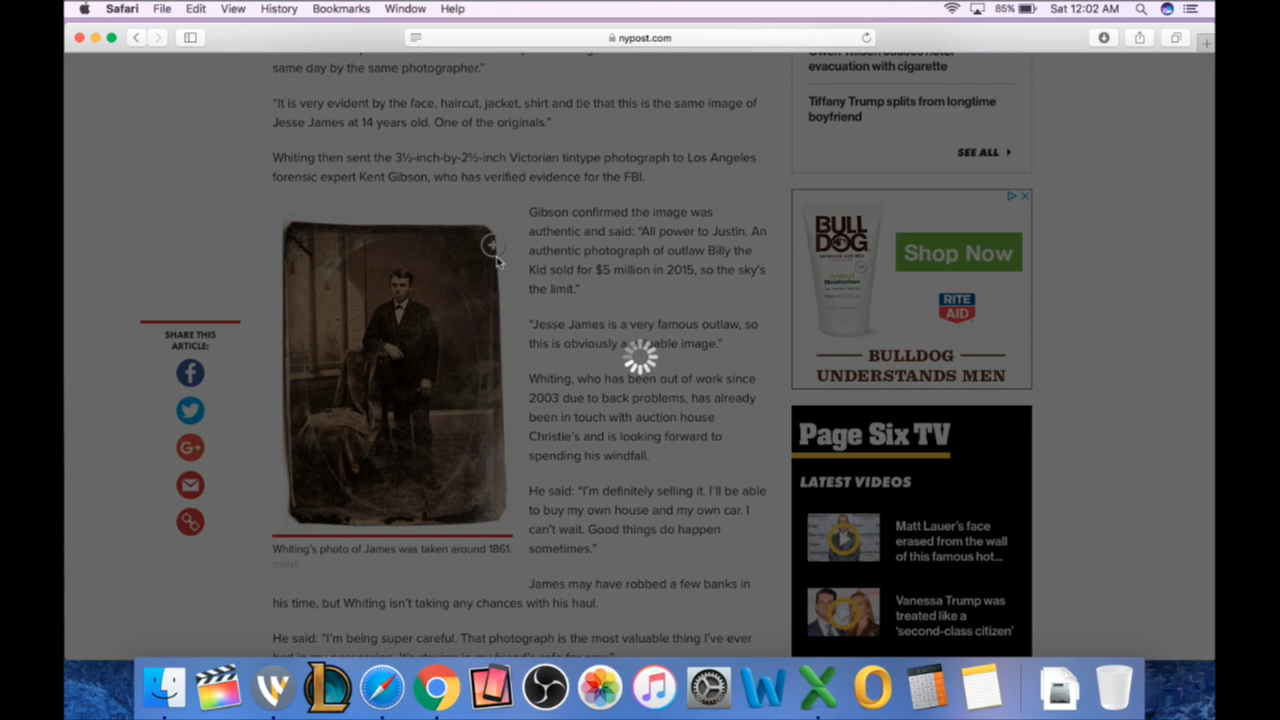 Safari File Edit View History Bookmarks Window Help 85% Sat 12:02 AM
nypost.com
same day by the same photographer.”
“It is very evident by the face, haircut, jacket, shirt and tie that this is the same image of
Jesse James at 14 years old. One of the originals.”
Whiting then sent the 3½-inch-by-2½-inch Victorian tintype photograph to Los Angeles
forensic expert Kent Gibson, who has verified evidence for the FBI.
Gibson confirmed the image was
authentic and said: “All power to Justin. An
authentic photograph of outlaw Billy the
Kid sold for $5 million in 2015, so the sky’s
the limit.”
“Jesse James is a very famous outlaw, so
this is obviously a able image.”
Whiting, who has been out of work since
2003 due to back problems, has already
been in touch with auction house
Christie’s and is looking forward to
spending his windfall.
He said: “I’m definitely selling it. I’ll be able
to buy my own house and my own car. I
can’t wait. Good things do happen
sometimes.”
Whiting’s photo of James was taken around 1861.
SWNS
James may have robbed a few banks in
his time, but Whiting isn’t taking any chances with his haul.
He said: “I’m being super careful. That photograph is the most valuable thing I’ve ever
SHARE THIS
ARTICLE:
evacuation with cigarette
Tiffany Trump splits from longtime
boyfriend
SEE ALL
BULL
DOG
Shop Now
RITE
AID
BULLDOG
UNDERSTANDS MEN
Page Six TV
LATEST VIDEOS
Matt Lauer’s face
erased from the wall
of this famous hot...
Vanessa Trump was
treated like a
‘second-class citizen’